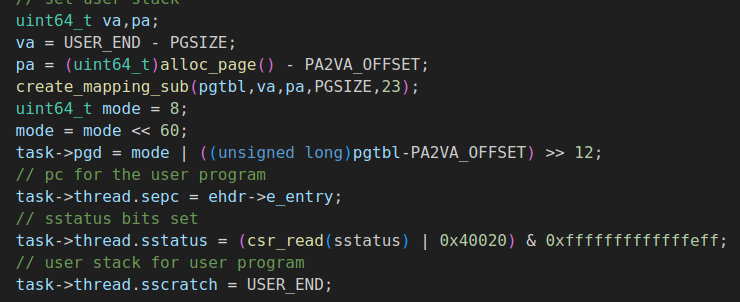 // set user stack
uint64_t va,pa;
va = USER_END - PGSIZE;
pa = (uint64_t)alloc_page() - PA2VA_OFFSET;
create_mapping_sub(pgtbl,va,pa,PGSIZE,23);
uint64_t mode = 8;
mode = mode << 60;
task->pgd = mode | ((unsigned long)pgtbl-PA2VA_OFFSET) >> 12;
// pc for the user program
task->thread.sepc = ehdr->e_entry;
// sstatus bits set
task->thread.sstatus = (csr_read(sstatus) | 0x40020) & 0xfffffffffffffeff;
// user stack for user program
task->thread.sscratch = USER_END;